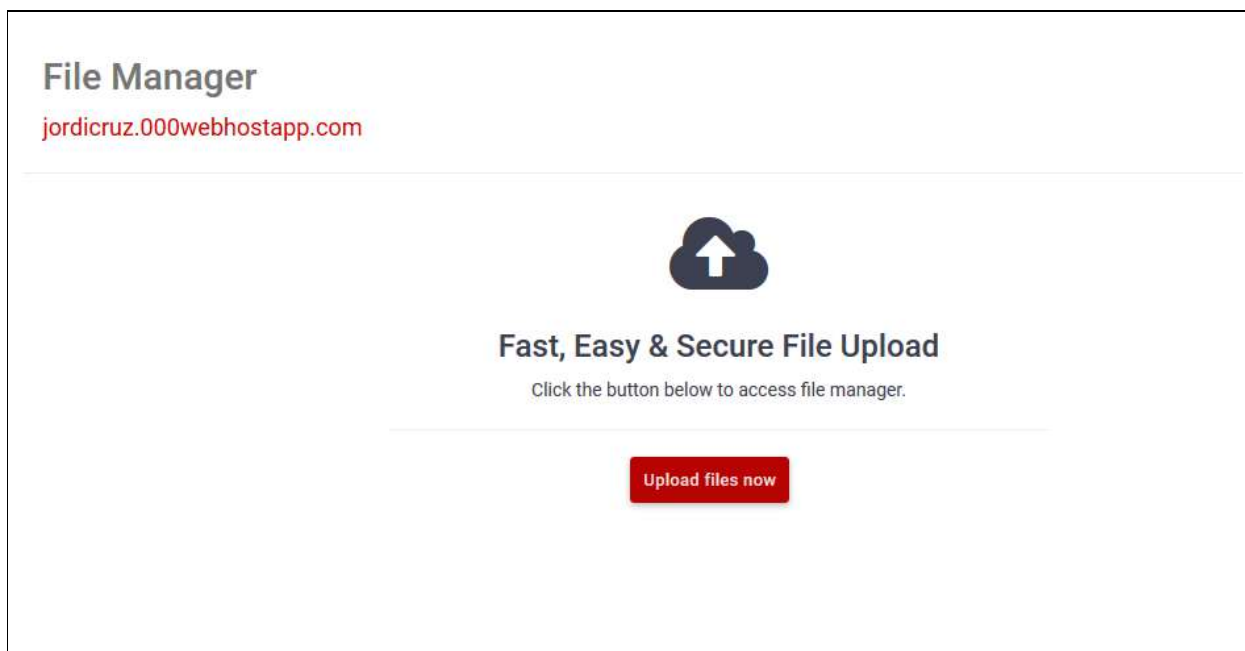 File Manager
jordicruz.000webhostapp.com
Fast, Easy & Secure File Upload
Click the button below to access file manager.
Upload files now